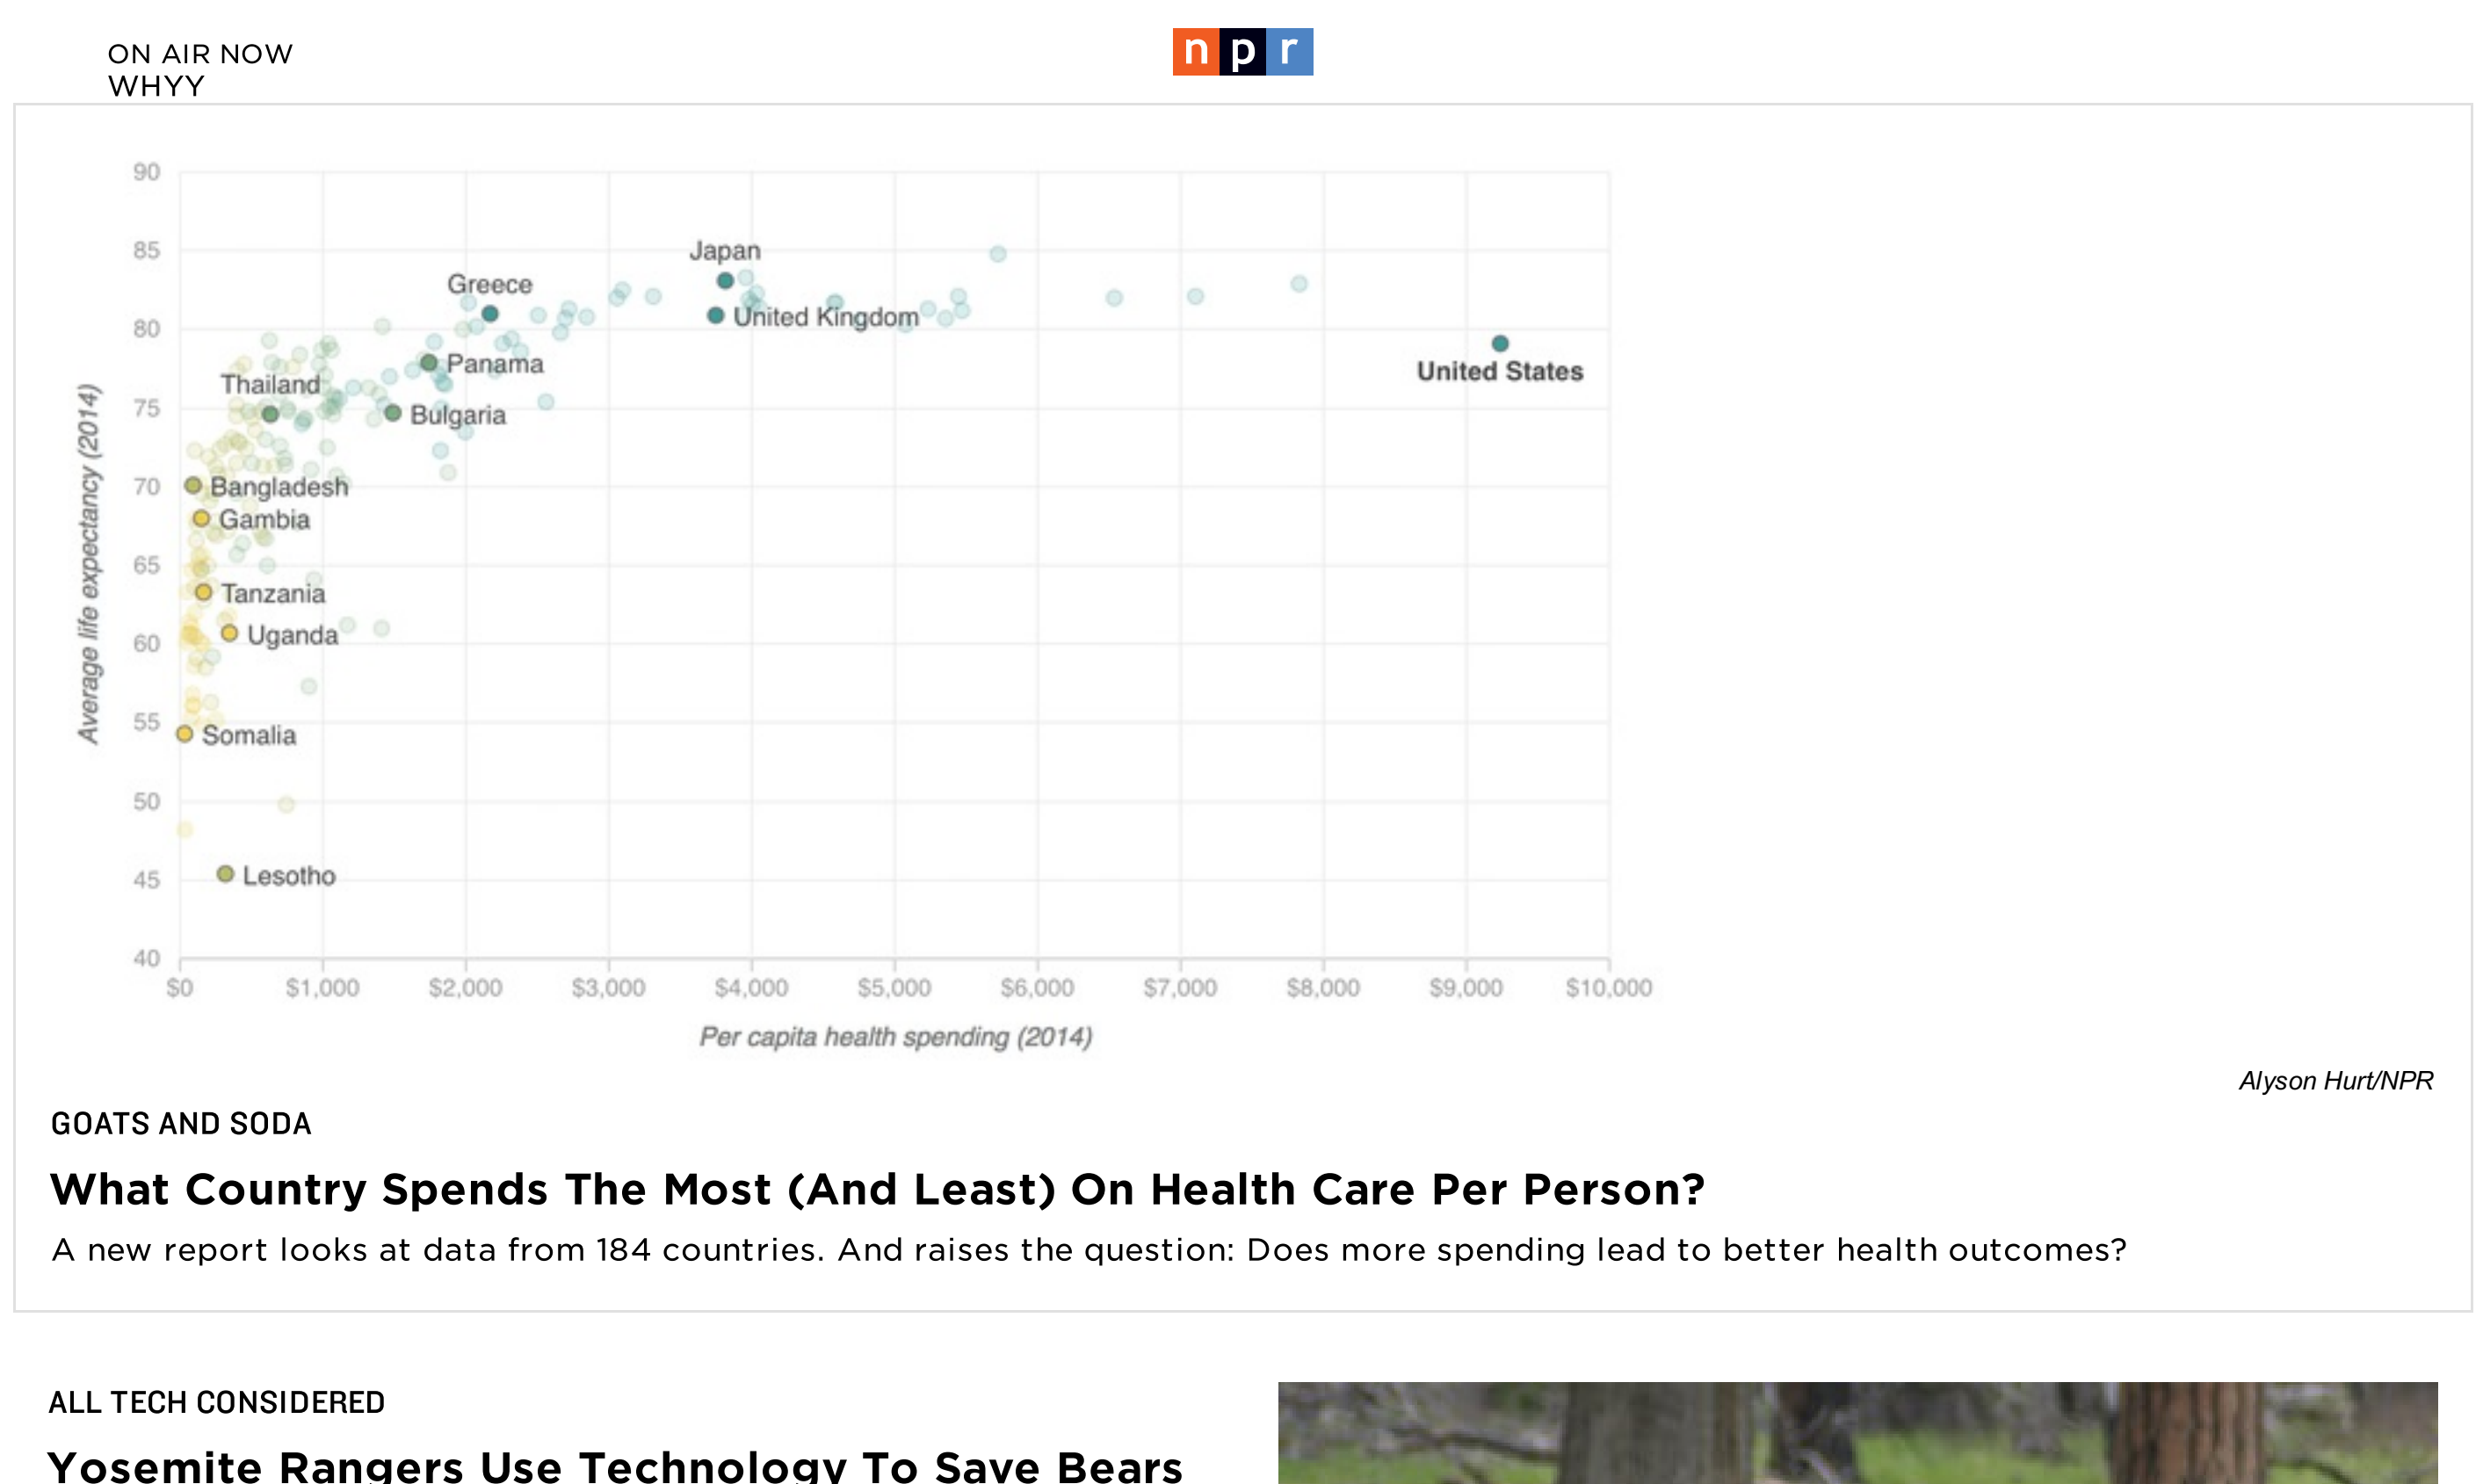 ON AIR NOW
WHYY
npr
90
85
80
75
70
65
60
55
50
45
40
Average life expectancy (2014)
Japan
Greece
United Kingdom
United States
Panama
Thailand
Bulgaria
Bangladesh
Gambia
Tanzania
Uganda
Somalia
Lesotho
$0 $1,000 $2,000 $3,000 $4,000 $5,000 $6,000 $7,000 $8,000 $9,000 $10,000
Per capita health spending (2014)
Alyson Hurt/NPR
GOATS AND SODA
What Country Spends The Most (And Least) On Health Care Per Person?
A new report looks at data from 184 countries. And raises the question: Does more spending lead to better health outcomes?
ALL TECH CONSIDERED
Yosemite Rangers Use Technology To Save Bears